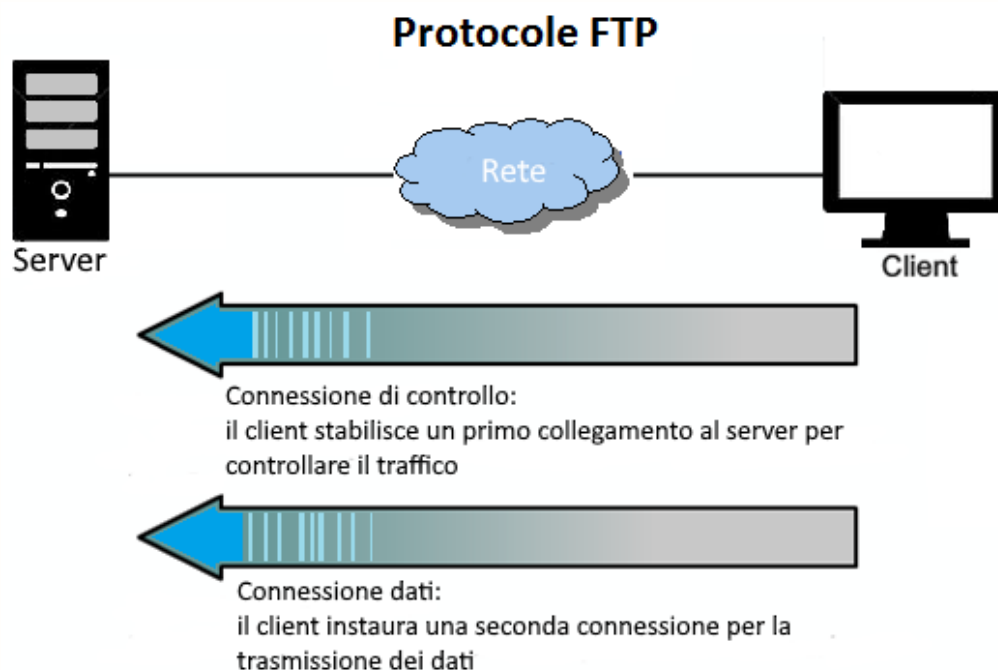 Protocole FTP
Rete
Server
Client
Connessione di controllo:
il client stabilisce un primo collegamento al server per
controllare il traffico
Connessione dati:
il client instaura una seconda connessione per la
trasmissione dei dati